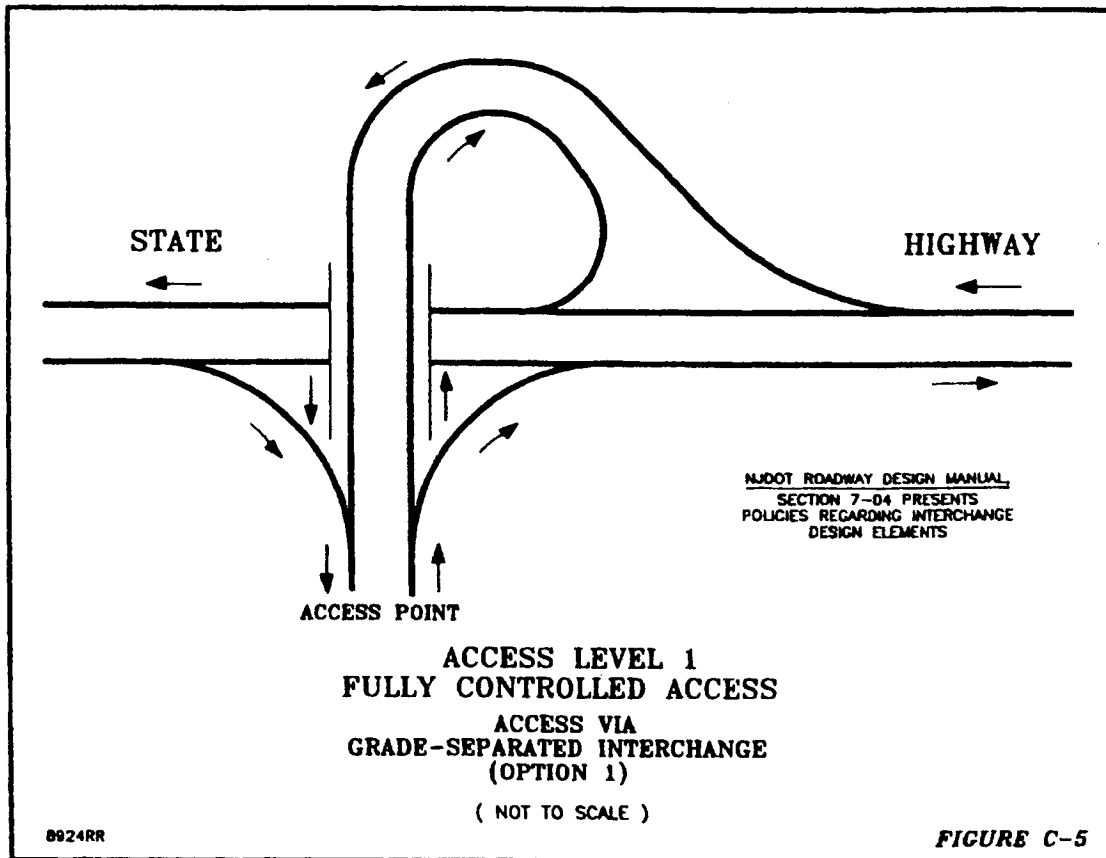 STATE
HIGHWAY
NJDOT ROADWAY DESIGN MANUAL,
SECTION 7-04 PRESENTS
POLICIES REGARDING INTERCHANGE
DESIGN ELEMENTS
ACCESS POINT
ACCESS LEVEL 1
FULLY CONTROLLED ACCESS
ACCESS VIA
GRADE-SEPARATED INTERCHANGE
(OPTION 1)
( NOT TO SCALE )
8924RR
FIGURE C-5